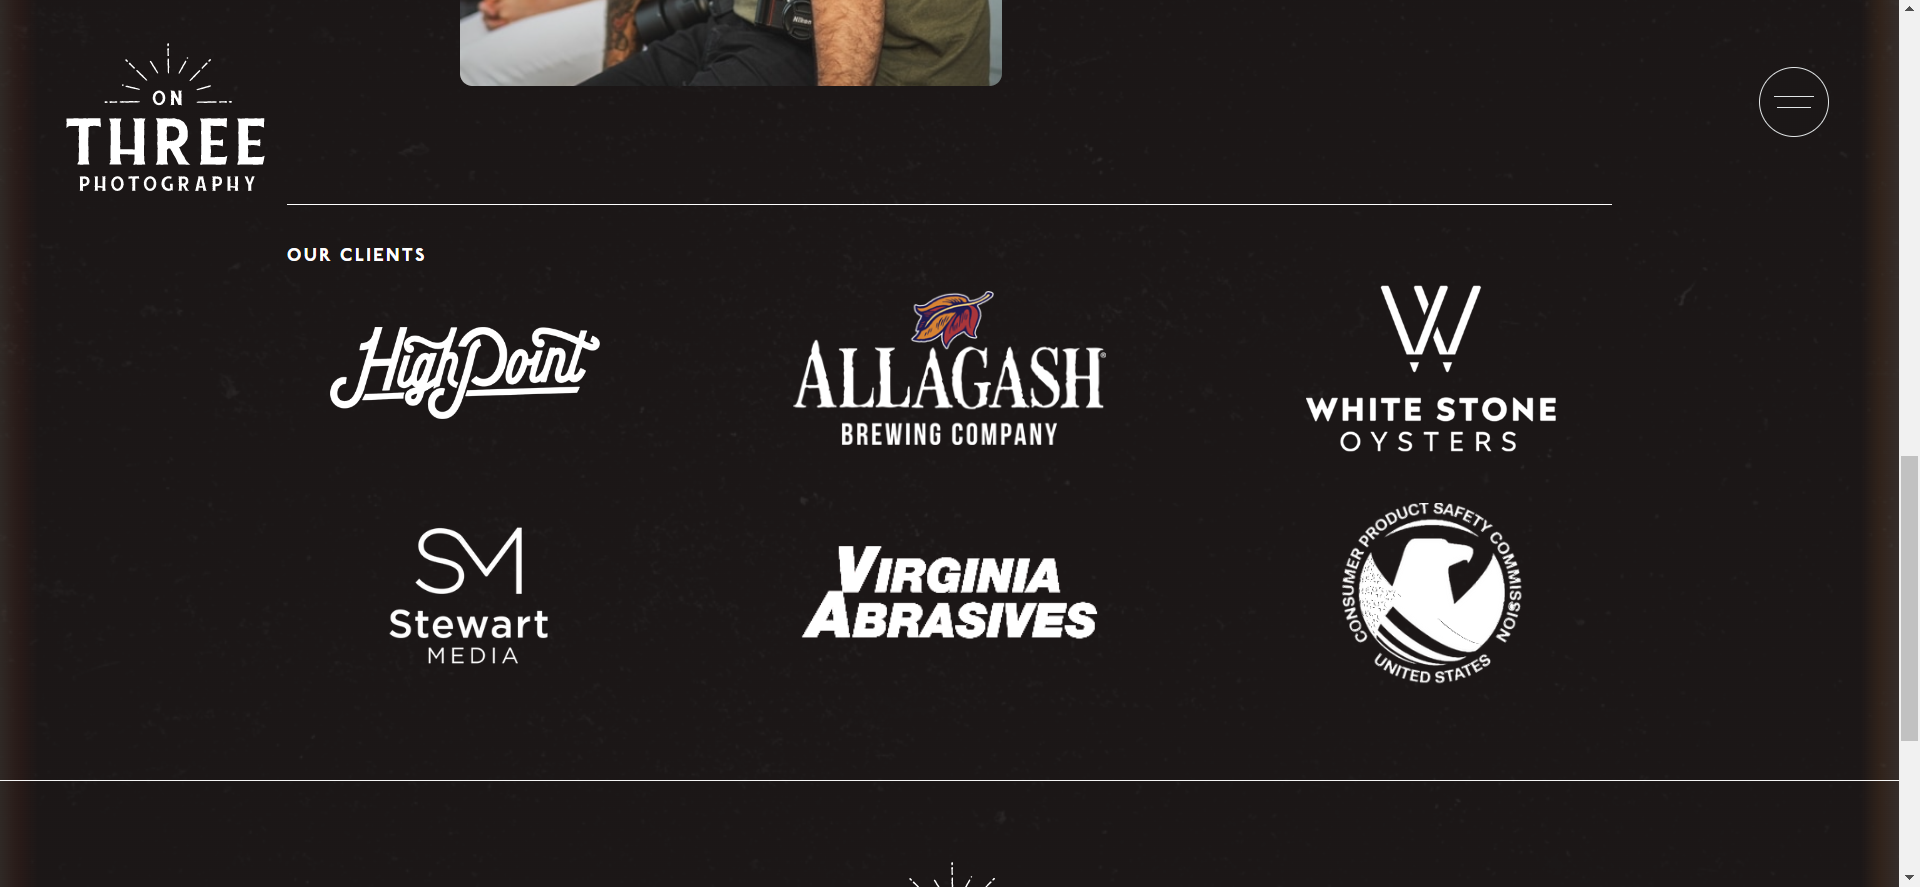 Nikon
ON
THREE
PHOTOGRAPHY
OUR CLIENTS
HighPoint
ALLAGASH®
BREWING COMPANY
WHITE STONE
OYSTERS
SM
Stewart
MEDIA
VIRGINIA
ABRASIVES
CONSUMER PRODUCT SAFETY COMMISSION
UNITED STATES